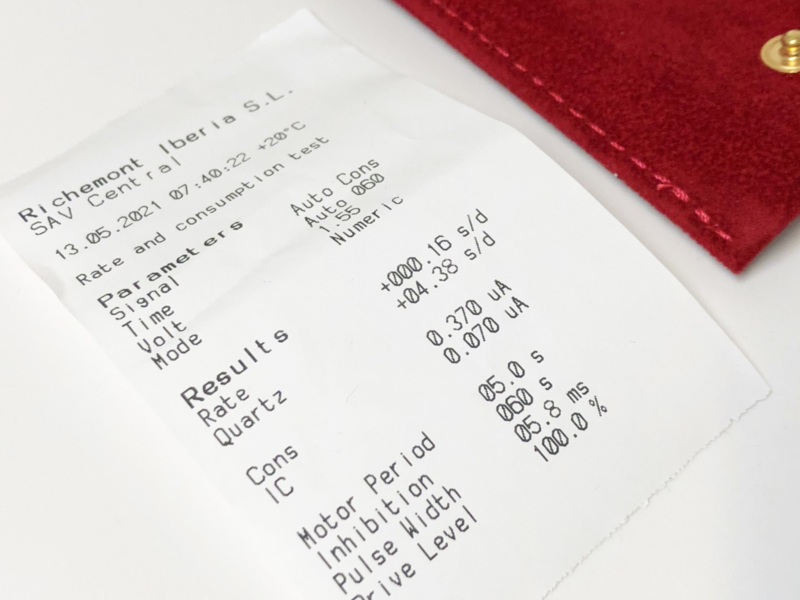 Richemont Iberia S.L.
SAV Central
13.05.2021 07:40:22 +20°C
Rate and consumption test
Parameters
Signal Auto Cons
Time Auto 060
Volt 1.55
Mode Numeric
Results
Rate +000.16 s/d
Quartz +04.38 s/d
Cons 0.370 uA
IC 0.070 uA
Motor Period 05.0 s
Inhibition 060 s
Pulse Width 05.8 ms
Drive Level 100.0 %